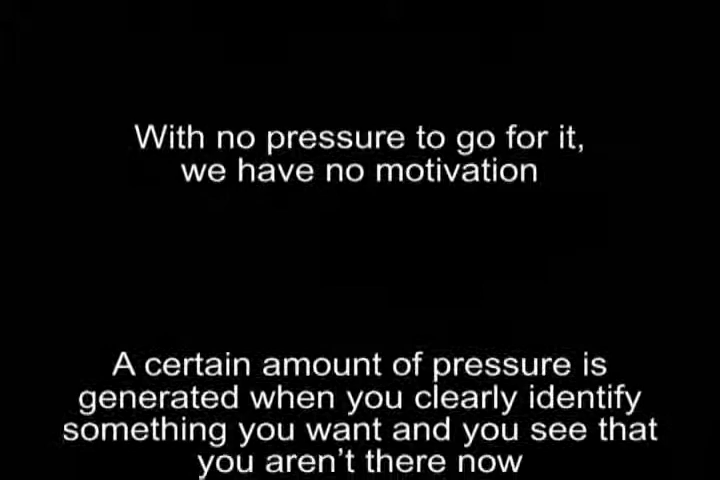 With no pressure to go for it,
we have no motivation
A certain amount of pressure is
generated when you clearly identify
something you want and you see that
you aren't there now